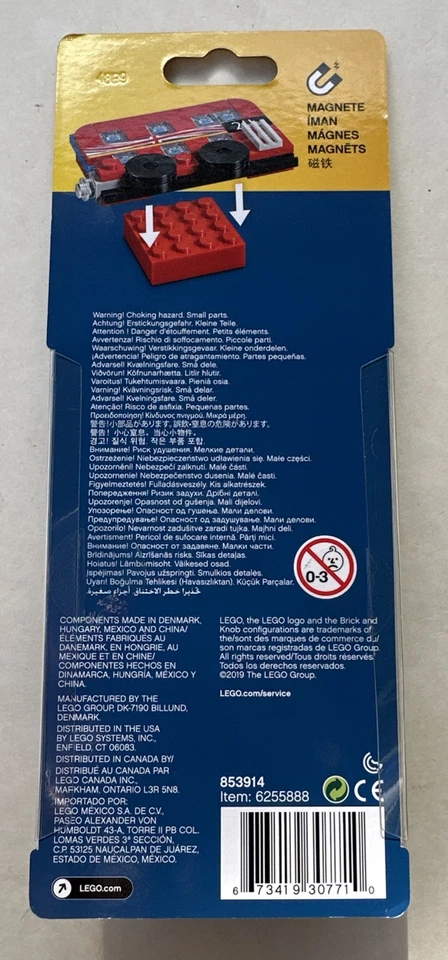 48E9
MAGNETE
ÍMAN
MÁGNES
MAGNĒTS
磁铁
Warning! Choking hazard. Small parts.
Achtung! Erstickungsgefahr. Kleine Teile.
Attention ! Danger d'étouffement. Petits éléments.
Avvertenza! Rischio di soffocamento. Piccole parti.
Waarschuwing! Verstikkingsgevaar. Kleine onderdelen.
¡Advertencia! Peligro de atragantamiento. Partes pequeñas.
Advarsel! Kvælningsfare. Små dele.
Viðvörun! Köfnunarhætta. Litlir hlutir.
Varoitus! Tukehtumisvaara. Pieniä osia.
Varning! Kvävningsrisk. Små delar.
Advarsel! Kvelningsfare. Små deler.
Atenção! Risco de asfixia. Pequenas partes.
Προειδοποίηση! Κίνδυνος πνιγμού. Μικρά μέρη.
警告!小部品があります。誤飲・窒息の危険があります。
警告! 当心窒息。当心小物件。
경고! 질식 위험. 작은 부품 포함.
Внимание! Риск удушения. Мелкие детали.
Ostrzeżenie! Niebezpieczeństwo udławienia się. Małe części.
Upozornění! Nebezpečí zalknutí. Malé části.
Upozornenie! Nebezpečenstvo dusenia. Malé časti.
Figyelmeztetés! Fulladásveszély. Kis alkatrészek.
Попередження! Ризик задухи. Дрібні деталі.
Upozorenje! Opasnost od gušenja. Mali dijelovi.
Упозорење! Опасност од гушења. Мали делови
Предупреждение! Опасност от задушаване. Малки части.
Opozorilo! Nevarnost zadušitve zaradi tujka. Majhni deli.
Avertisment! Pericol de sufocare internă. Părți mici.
Внимание! Опасност от задавяне. Малки части.
Brīdinājums! Aizrīšanās risks. Sīkas detaļas.
Hoiatus! Lämbumisoht. Väikesed osad.
Įspėjimas! Pavojus užspringti. Smulkios detalės.
Uyarı! Boğulma Tehlikesi (Havasızlıktan). Küçük Parçalar.
تحذير! خطر الاختناق. أجزاء صغيرة.
0-3
COMPONENTS MADE IN DENMARK,
HUNGARY, MEXICO AND CHINA/
ÉLÉMENTS FABRIQUÉS AU
DANEMARK, EN HONGRIE, AU
MEXIQUE ET EN CHINE/
COMPONENTES HECHOS EN
DINAMARCA, HUNGRÍA, MÉXICO Y
CHINA.
MANUFACTURED BY THE
LEGO GROUP, DK-7190 BILLUND,
DENMARK.
DISTRIBUTED IN THE USA
BY LEGO SYSTEMS, INC.,
ENFIELD, CT 06083.
DISTRIBUTED IN CANADA BY/
DISTRIBUÉ AU CANADA PAR
LEGO CANADA INC.,
MARKHAM, ONTARIO L3R 5N8.
IMPORTADO POR:
LEGO MÉXICO S.A. DE C.V.,
PASEO ALEXANDER VON
HUMBOLDT 43-A, TORRE II PB COL.
LOMAS VERDES 3ª SECCIÓN,
C.P. 53125 NAUCALPAN DE JUÁREZ,
ESTADO DE MÉXICO, MÉXICO.
LEGO.com
LEGO, the LEGO logo and the Brick and
Knob configurations are trademarks of
the/sont des marques de commerce du/
son marcas registradas de LEGO Group.
All rights reserved/Tous droits réservés/
Todos los derechos reservados.
©2019 The LEGO Group.
LEGO.com/service
853914
Item: 6255888
CE
6 73419 30771 0